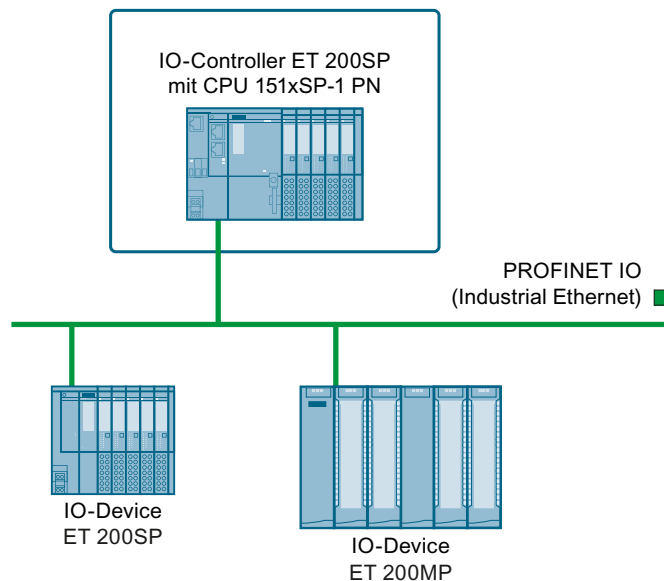 IO-Controller ET 200SP
mit CPU 151xSP-1 PN
PROFINET IO
(Industrial Ethernet)
IO-Device
ET 200SP
IO-Device
ET 200MP